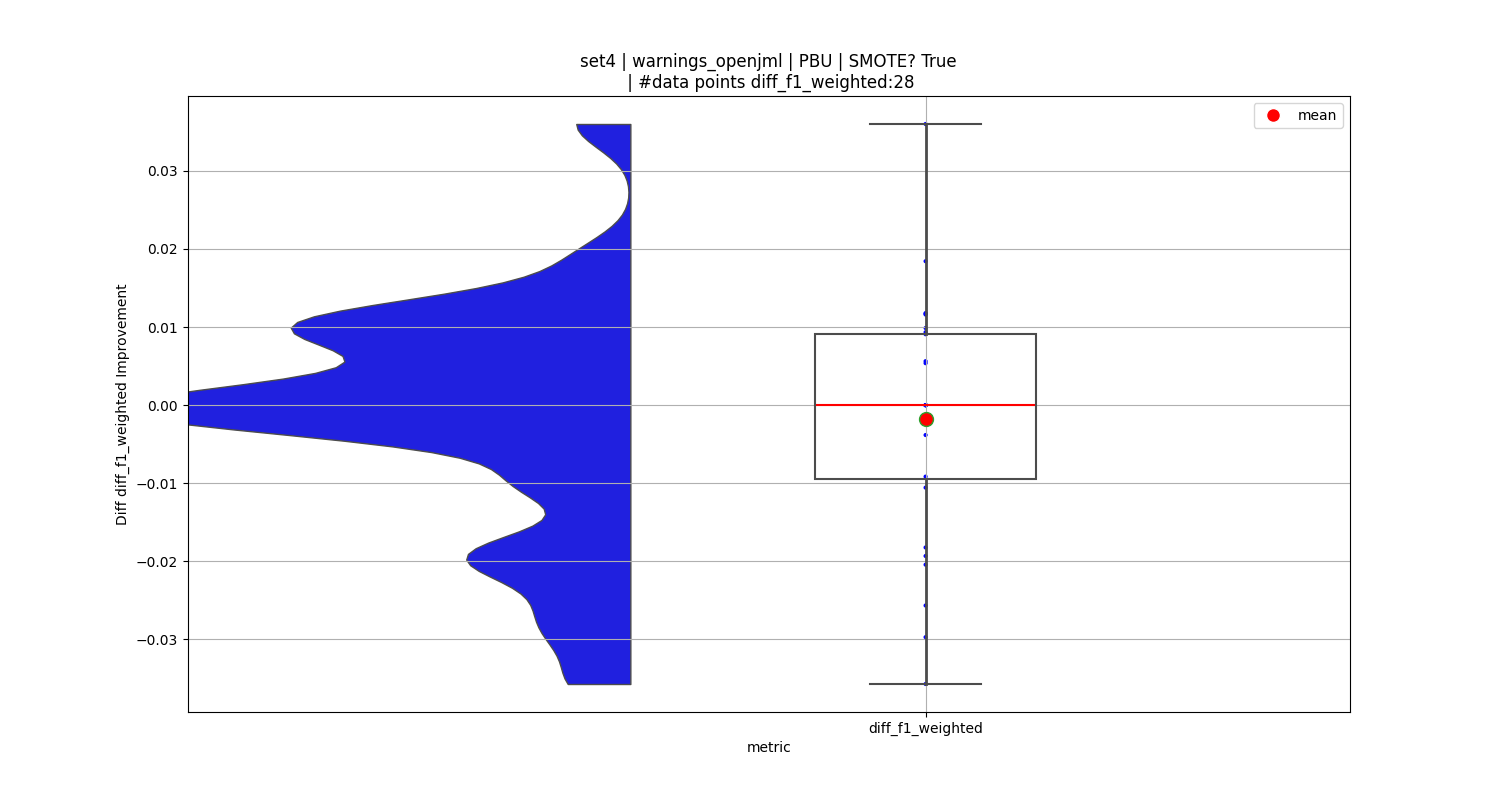 set4 | warnings_openjml | PBU | SMOTE? True
| #data points diff_f1_weighted:28
mean
0.03
0.02
0.01
0.00
−0.01
−0.02
−0.03
Diff diff_f1_weighted Improvement
diff_f1_weighted
metric